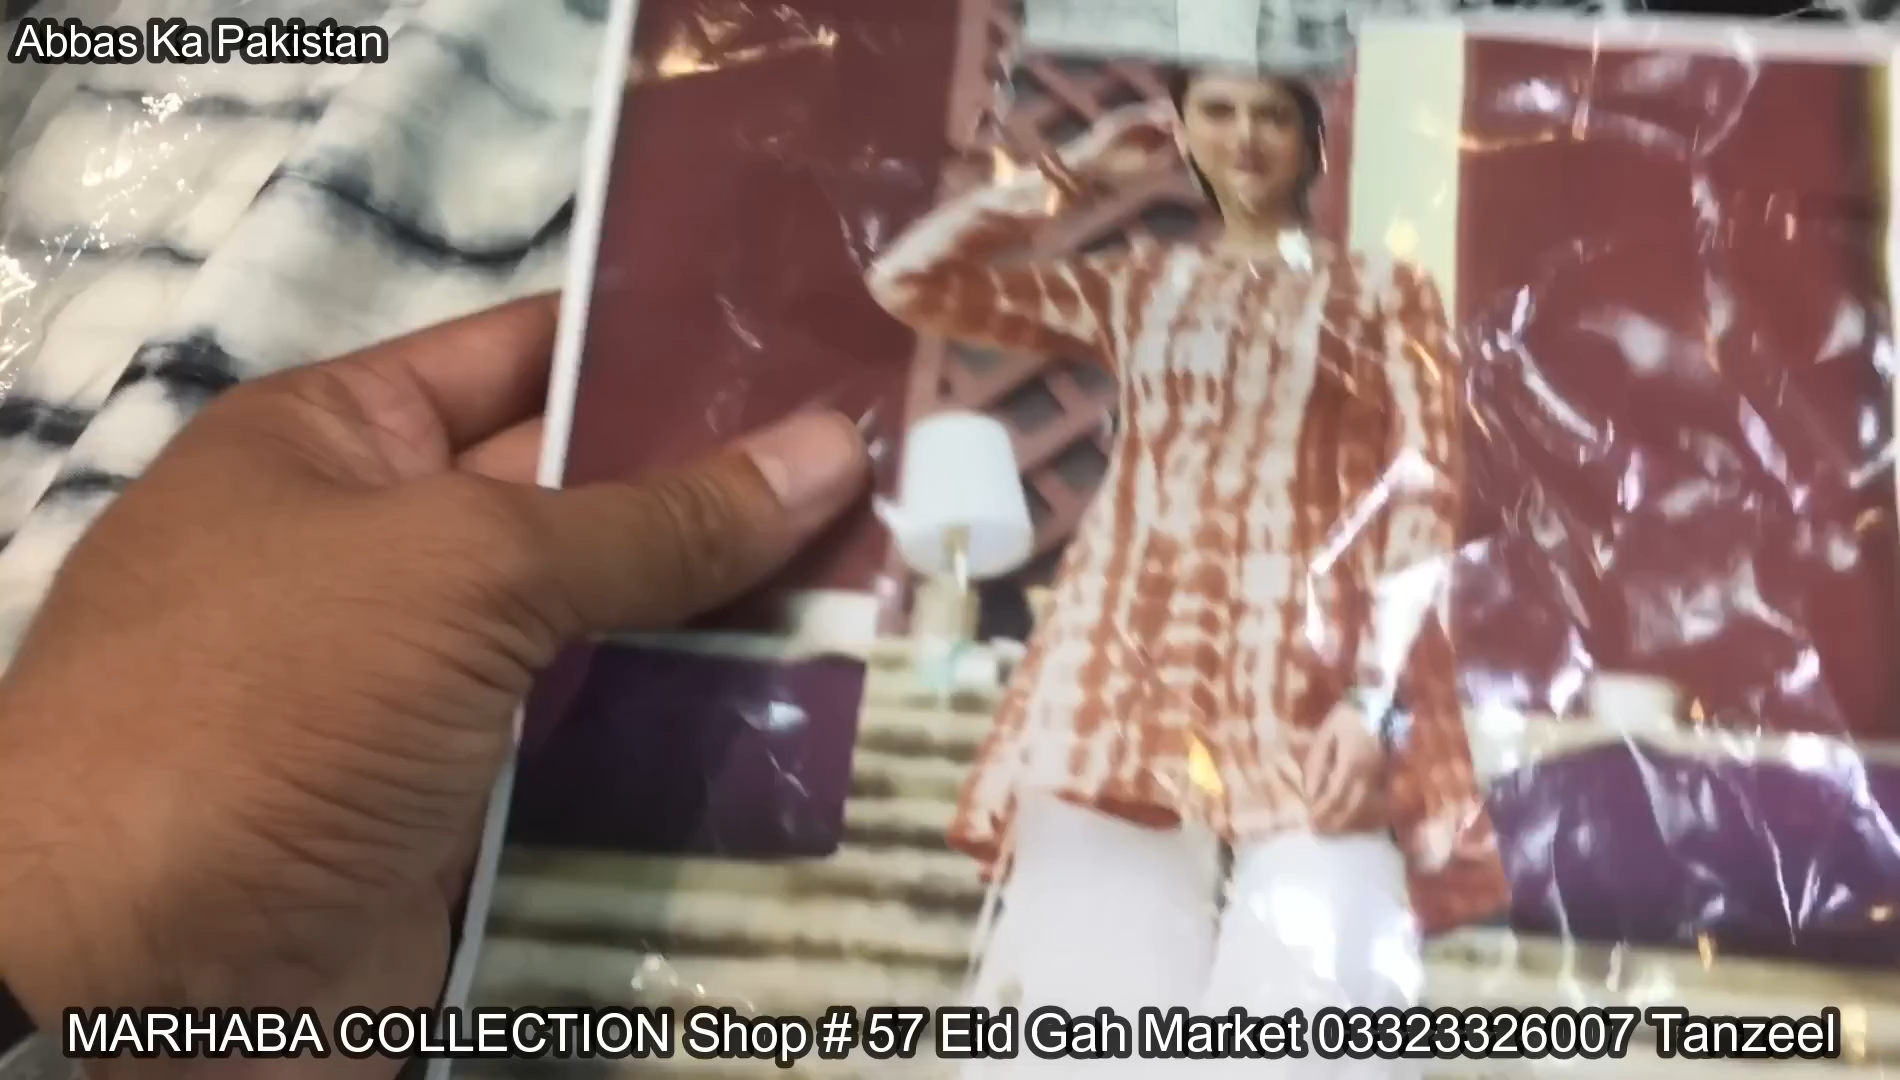 Abbas Ka Pakistan
MARHABA COLLECTION Shop # 57 Eid Gah Market 03323326007 Tanzeel